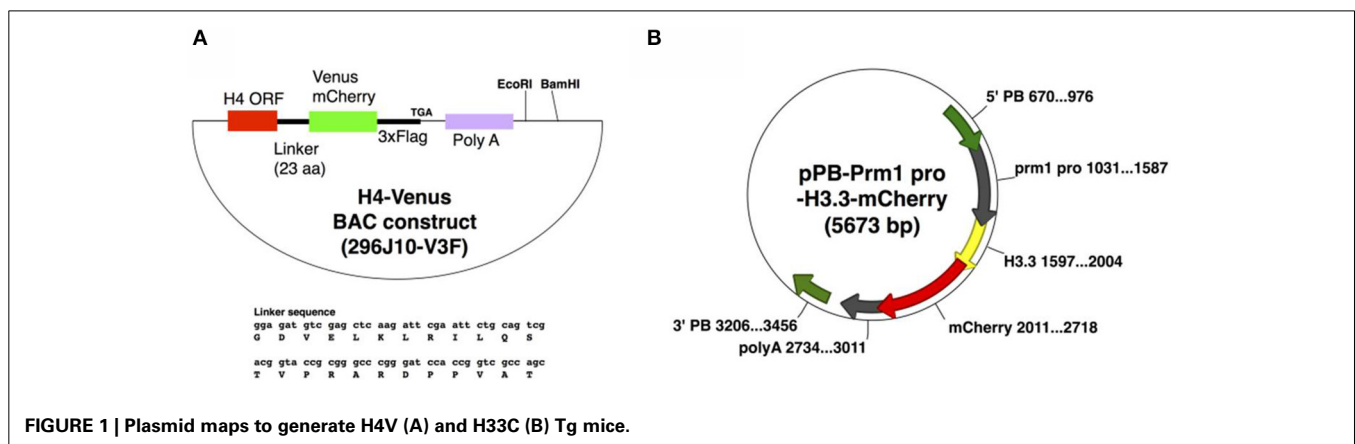 A
Venus
mCherry
H4 ORF
TGA
EcoRI BamHI
Linker
(23 aa)
3xFlag
Poly A
H4-Venus
BAC construct
(296J10-V3F)
Linker sequence
gga gat gtc gag ctc aag att cga att ctg cag tcg
G D V E L K L R I L Q S
acg gta ccg cgg gcc cgg gat cca ccg gtc gcc agc
T V P R A R D P P V A T
B
5' PB 670...976
prm1 pro 1031...1587
pPB-Prm1 pro
-H3.3-mCherry
(5673 bp)
H3.3 1597...2004
mCherry 2011...2718
3' PB 3206...3456
polyA 2734...3011
FIGURE 1 | Plasmid maps to generate H4V (A) and H33C (B) Tg mice.